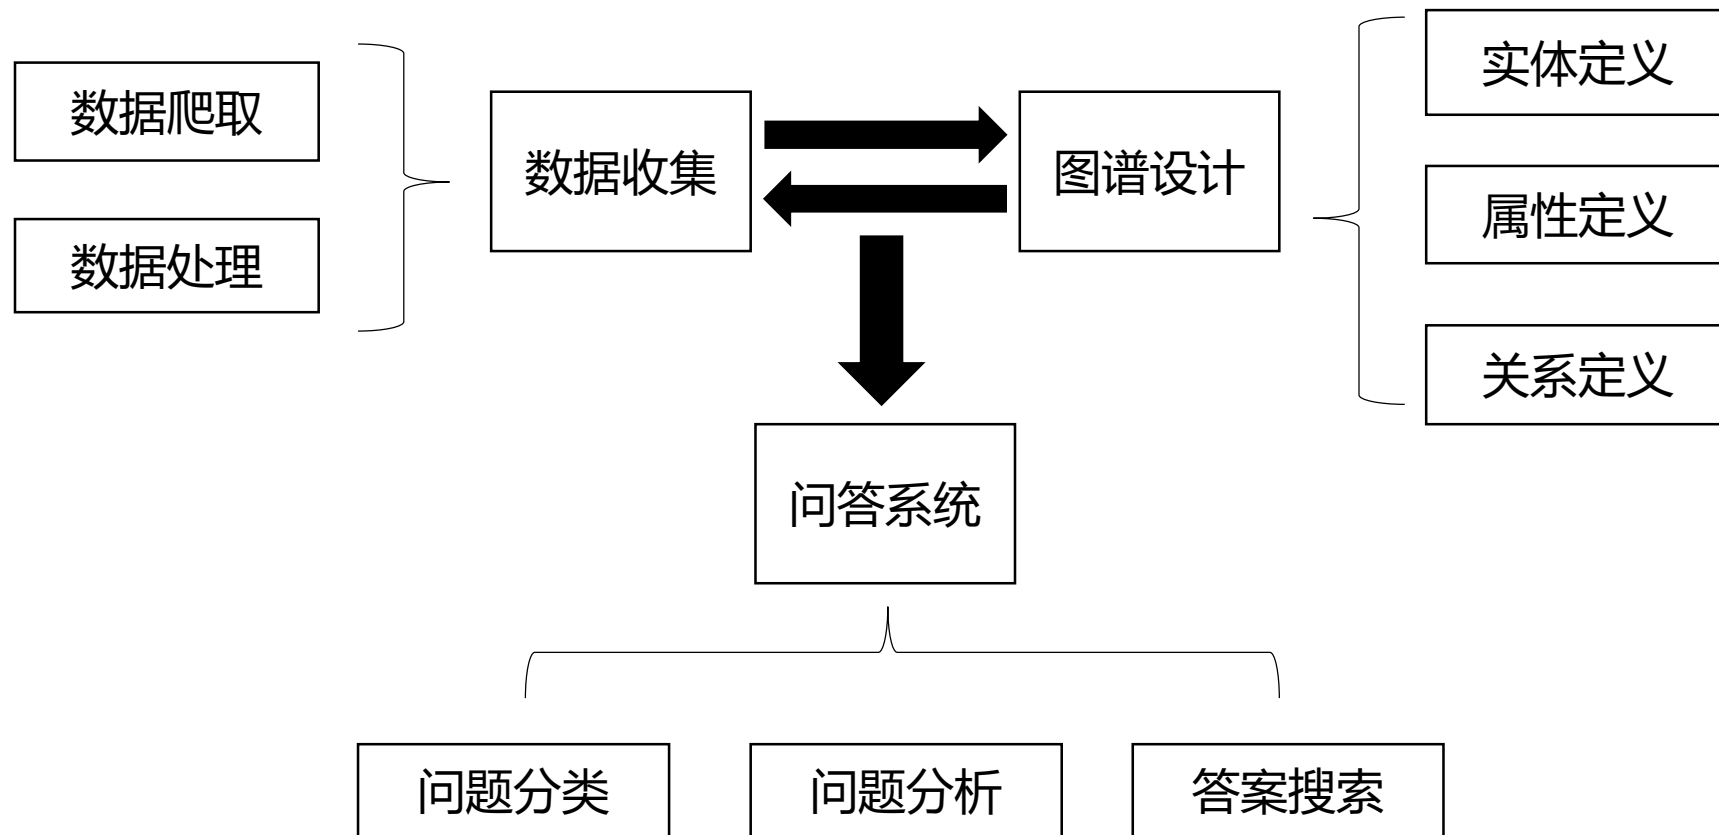 数据爬取
数据处理
数据收集
图谱设计
实体定义
属性定义
关系定义
问答系统
问题分类
问题分析
答案搜索